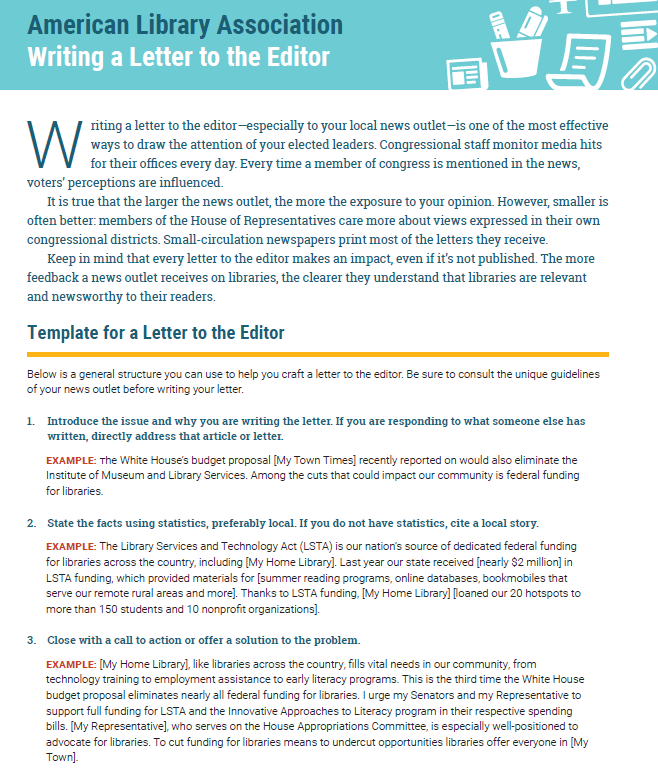 American Library Association
Writing a Letter to the Editor
Writing a letter to the editor—especially to your local news outlet—is one of the most effective
ways to draw the attention of your elected leaders. Congressional staff monitor media hits
for their offices every day. Every time a member of congress is mentioned in the news,
voters' perceptions are influenced.
It is true that the larger the news outlet, the more the exposure to your opinion. However, smaller is
often better: members of the House of Representatives care more about views expressed in their own
congressional districts. Small-circulation newspapers print most of the letters they receive.
Keep in mind that every letter to the editor makes an impact, even if it's not published. The more
feedback a news outlet receives on libraries, the clearer they understand that libraries are relevant
and newsworthy to their readers.
Template for a Letter to the Editor
Below is a general structure you can use to help you craft a letter to the editor. Be sure to consult the unique guidelines
of your news outlet before writing your letter.
1. Introduce the issue and why you are writing the letter. If you are responding to what someone else has
written, directly address that article or letter.
EXAMPLE: The White House's budget proposal [My Town Times] recently reported on would also eliminate the
Institute of Museum and Library Services. Among the cuts that could impact our community is federal funding
for libraries.
2. State the facts using statistics, preferably local. If you do not have statistics, cite a local story.
EXAMPLE: The Library Services and Technology Act (LSTA) is our nation's source of dedicated federal funding
for libraries across the country, including [My Home Library]. Last year our state received [nearly $2 million] in
LSTA funding, which provided materials for [summer reading programs, online databases, bookmobiles that
serve our remote rural areas and more]. Thanks to LSTA funding, [My Home Library] [loaned our 20 hotspots to
more than 150 students and 10 nonprofit organizations].
3. Close with a call to action or offer a solution to the problem.
EXAMPLE: [My Home Library], like libraries across the country, fills vital needs in our community, from
technology training to employment assistance to early literacy programs. This is the third time the White House
budget proposal eliminates nearly all federal funding for libraries. I urge my Senators and my Representative to
support full funding for LSTA and the Innovative Approaches to Literacy program in their respective spending
bills. [My Representative], who serves on the House Appropriations Committee, is especially well-positioned to
advocate for libraries. To cut funding for libraries means to undercut opportunities libraries offer everyone in [My
Town].